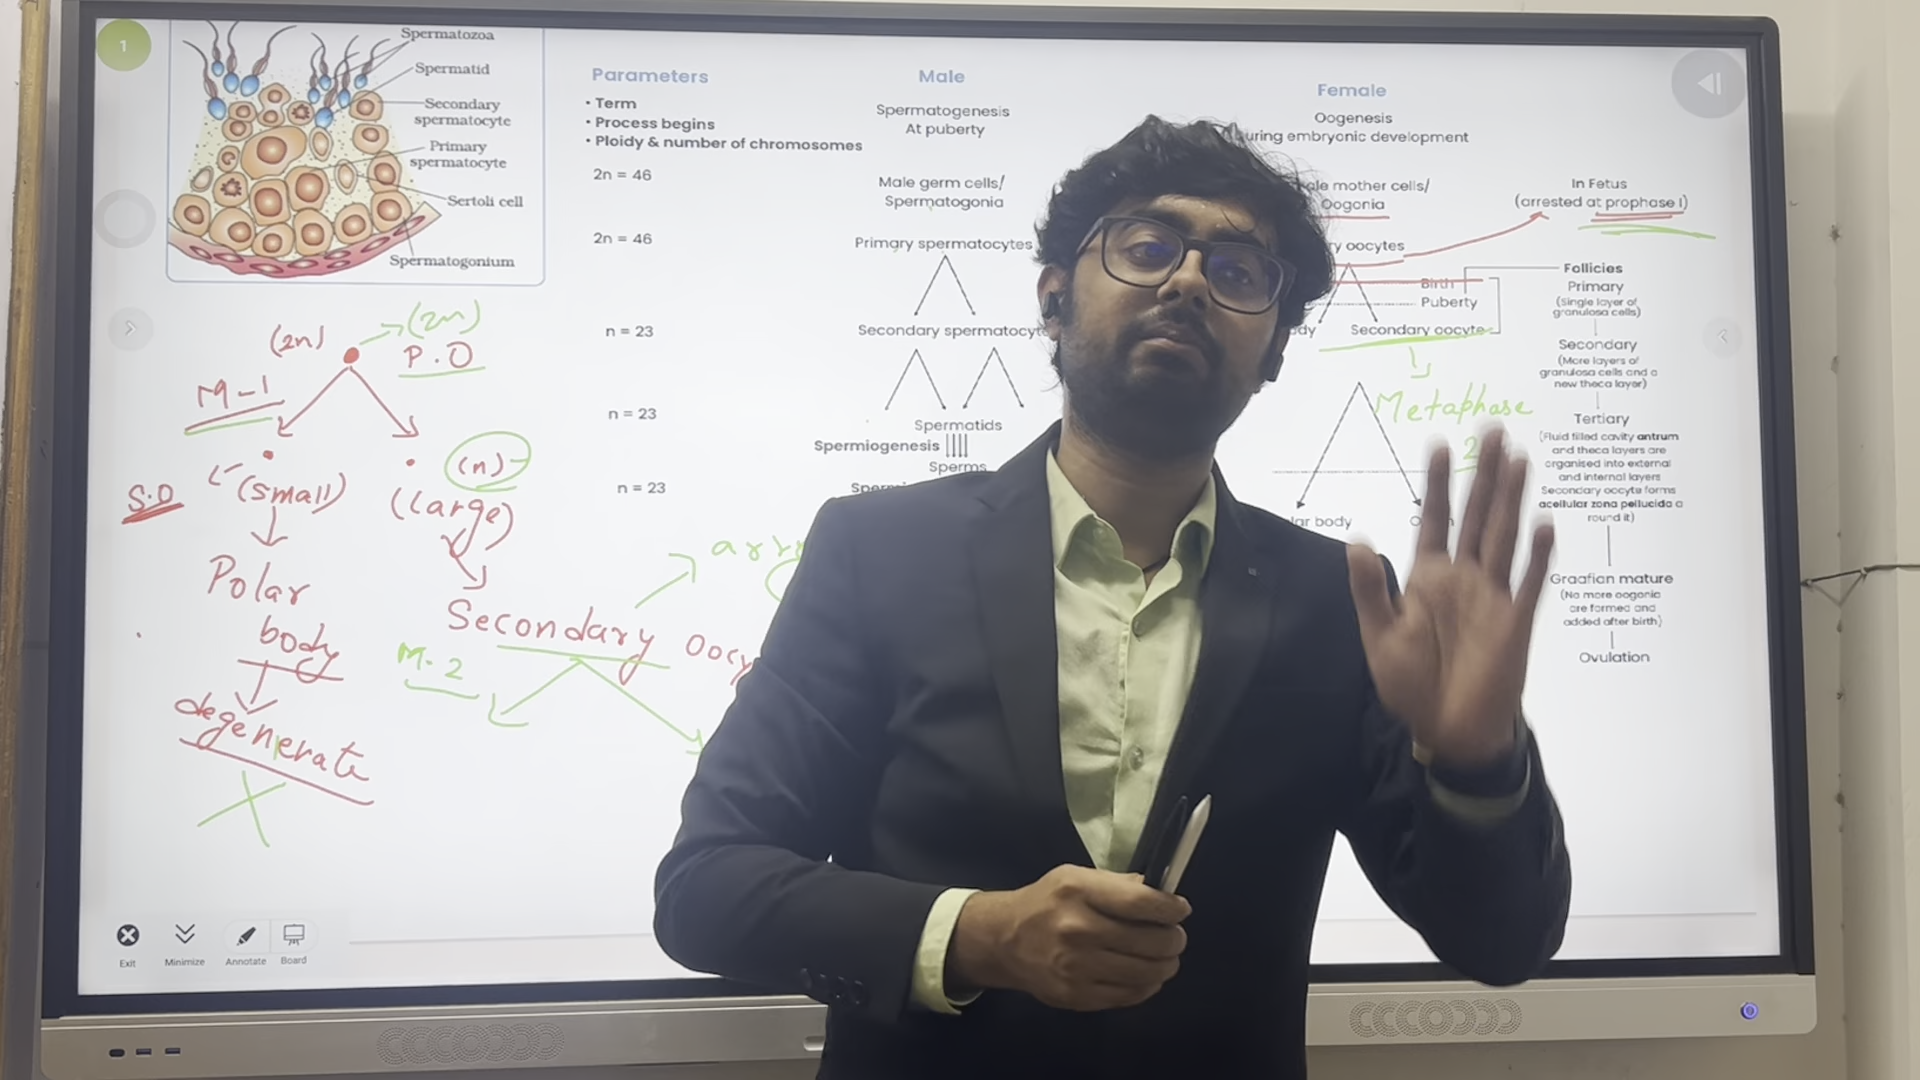 1
Spermatozoa
Spermatid
Secondary
spermatocyte
Primary
spermatocyte
Sertoli cell
Spermatogonium
Parameters
• Term
• Process begins
• Ploidy & number of chromosomes
2n = 46
2n = 46
n = 23
n = 23
n = 23
Male
Spermatogenesis
At puberty
Male germ cells/
Spermatogonia
Primary spermatocytes
Secondary
Spermatids
Spermiogenesis
Sperms
Female
Oogenesis
embryonic development
mother cells/
Oogonia
oocytes
Birth
Puberty
Secondary oocyte
Metaphase
2
body
In Fetus
(arrested at prophase I)
Follicies
Primary
(Single layer of
granulosa cells)
Secondary
(More layers of
granulosa cells and a
new theca layer)
Tertiary
(Fluid filled cavity antrum
and theca layers are
organised into external
and internal layers
Secondary oocyte forms
acellular zona pellucida a
round it)
Graafian mature
(No more oogonia
are formed and
added after birth)
Ovulation
(2n) (2n)
P.O
M-1
(n)
S.O (small) (large)
Polar
body
degenerate
Secondary
M.2
Exit Minimize Annotate Board